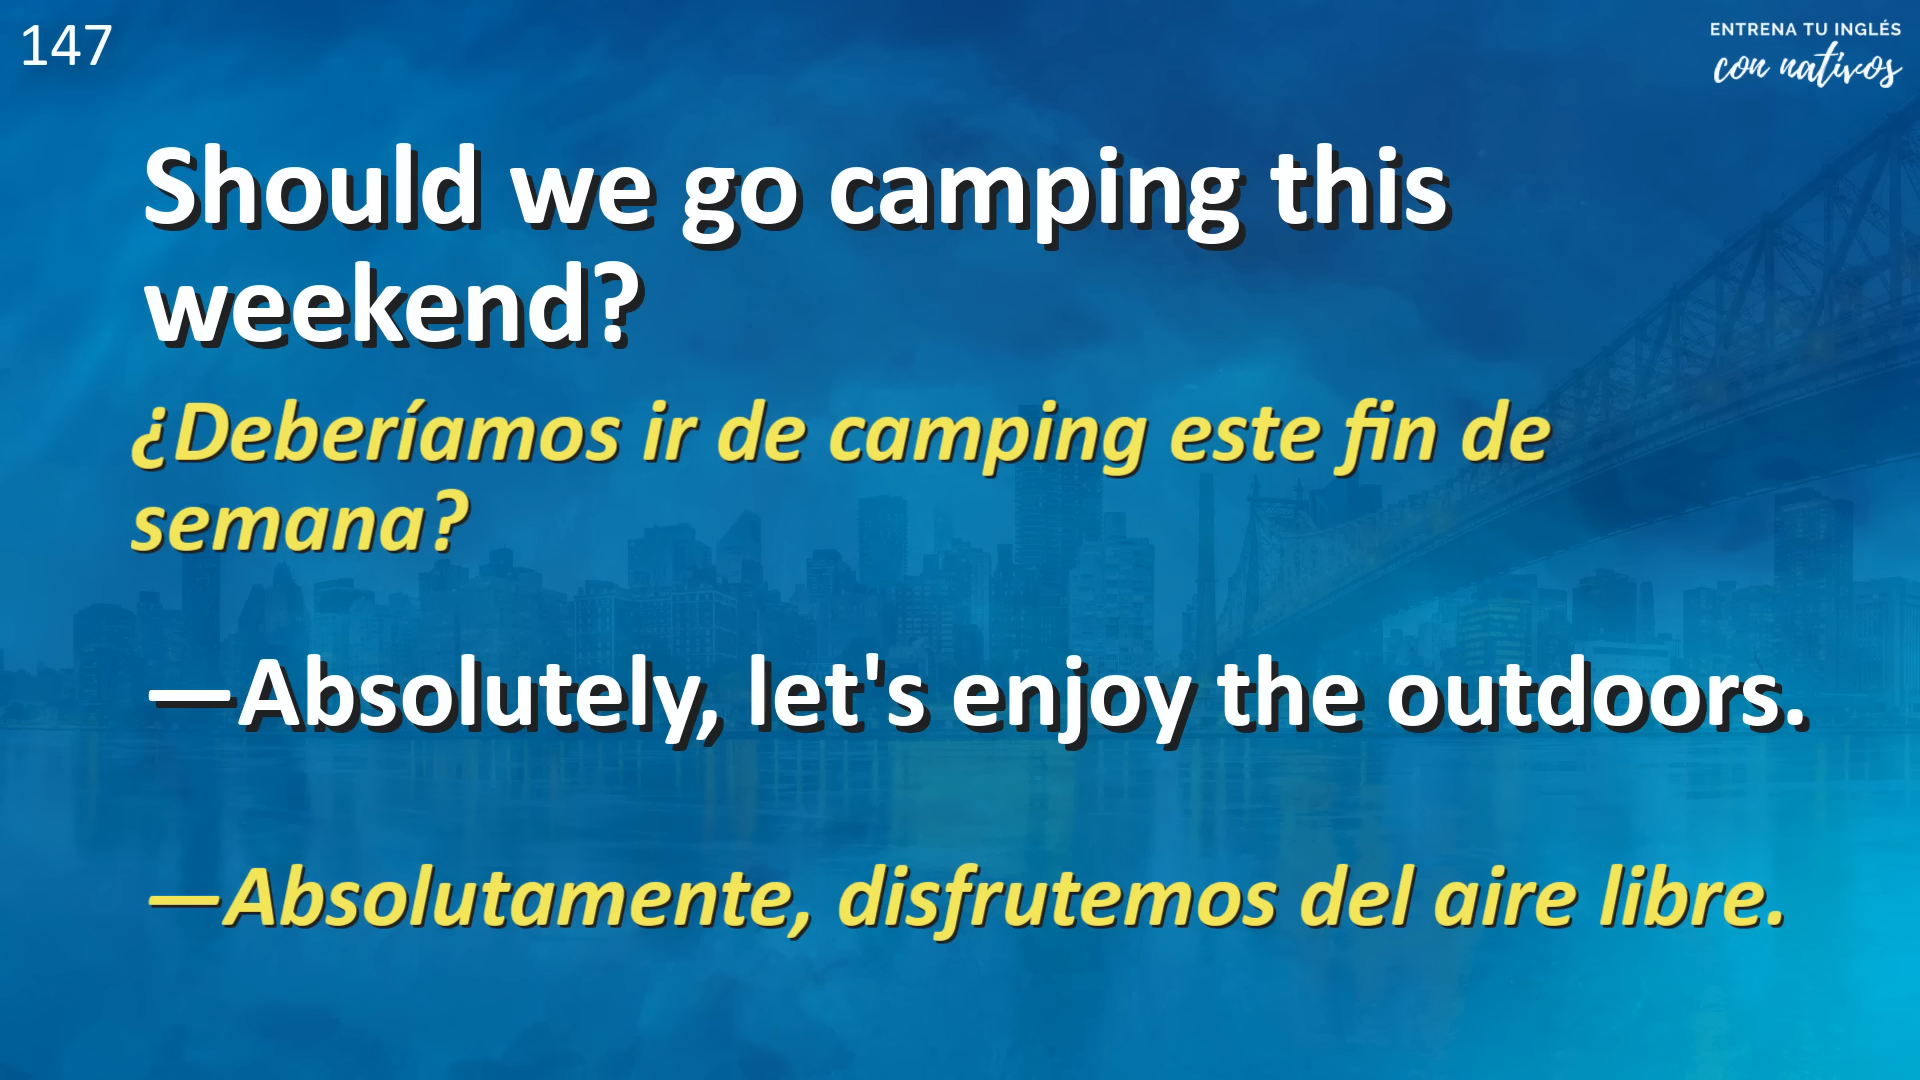 147
ENTRENA TU INGLÉS
con nativos
Should we go camping this
weekend?
¿Deberíamos ir de camping este fin de
semana?
—Absolutely, let's enjoy the outdoors.
—Absolutamente, disfrutemos del aire libre.